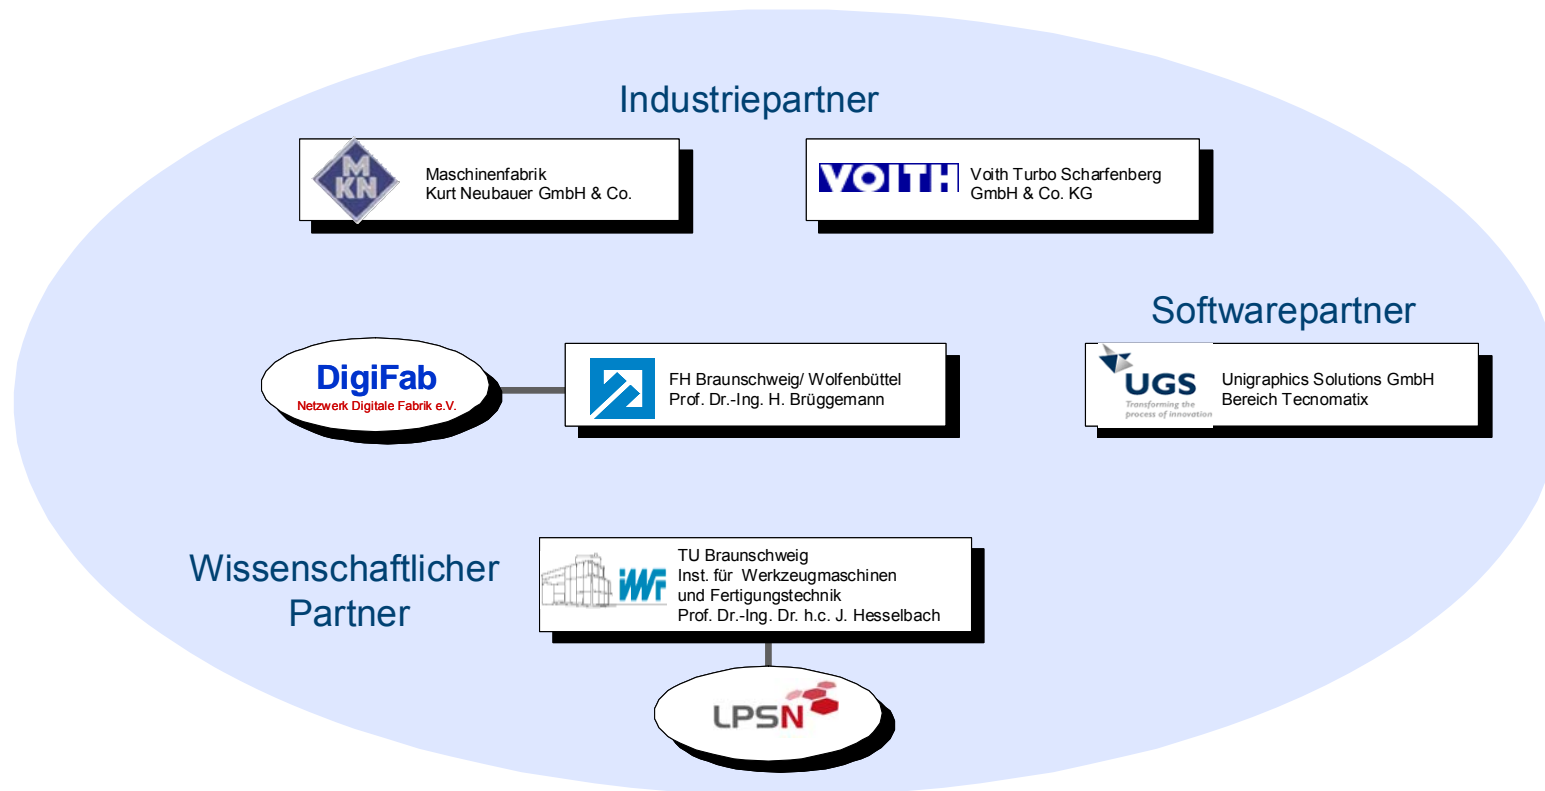 Industriepartner
M
KN
Maschinenfabrik
Kurt Neubauer GmbH & Co.
VOITH
Voith Turbo Scharfenberg
GmbH & Co. KG
Softwarepartner
DigiFab
Netzwerk Digitale Fabrik e.V.
FH Braunschweig/ Wolfenbüttel
Prof. Dr.-Ing. H. Brüggemann
UGS
Transforming the
process of innovation
Unigraphics Solutions GmbH
Bereich Tecnomatix
Wissenschaftlicher
Partner
iWF
TU Braunschweig
Inst. für Werkzeugmaschinen
und Fertigungstechnik
Prof. Dr.-Ing. Dr. h.c. J. Hesselbach
LPSN